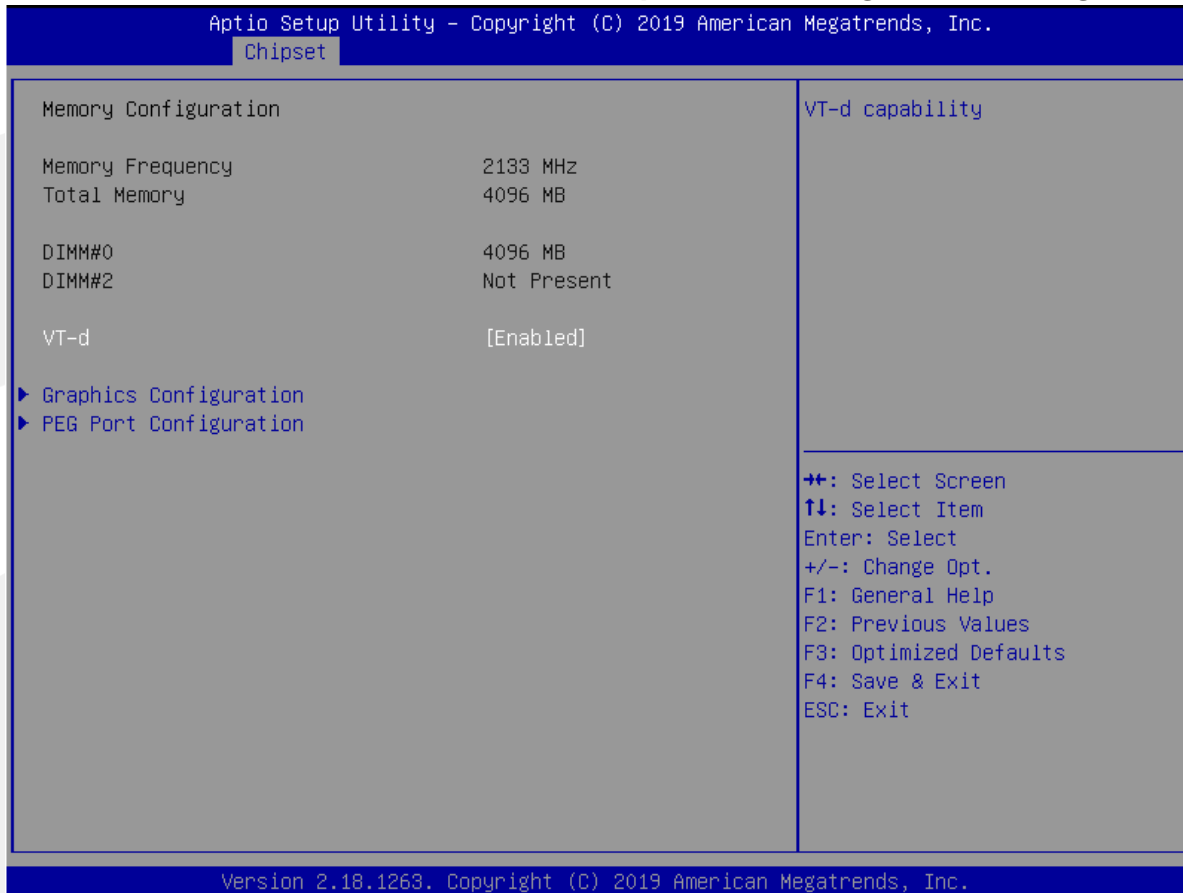 Aptio Setup Utility – Copyright (C) 2019 American Megatrends, Inc.
Chipset
Memory Configuration
Memory Frequency 2133 MHz
Total Memory 4096 MB
DIMM#0 4096 MB
DIMM#2 Not Present
VT-d [Enabled]
▶ Graphics Configuration
▶ PEG Port Configuration
VT-d capability
→←: Select Screen
↑↓: Select Item
Enter: Select
+/-: Change Opt.
F1: General Help
F2: Previous Values
F3: Optimized Defaults
F4: Save & Exit
ESC: Exit
Version 2.18.1263. Copyright (C) 2019 American Megatrends, Inc.